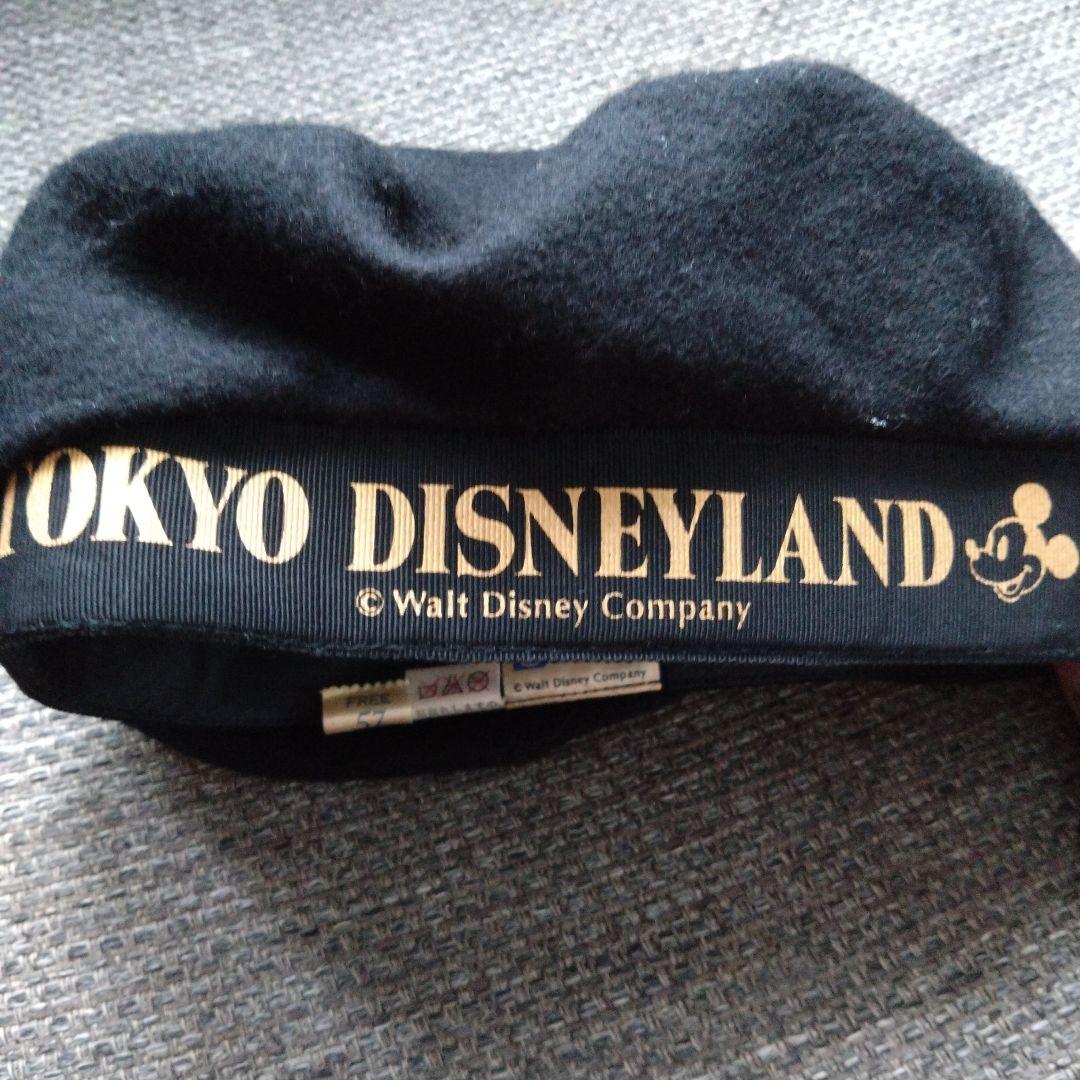 TOKYO DISNEYLAND
© Walt Disney Company
© Walt Disney Company
FREE
57